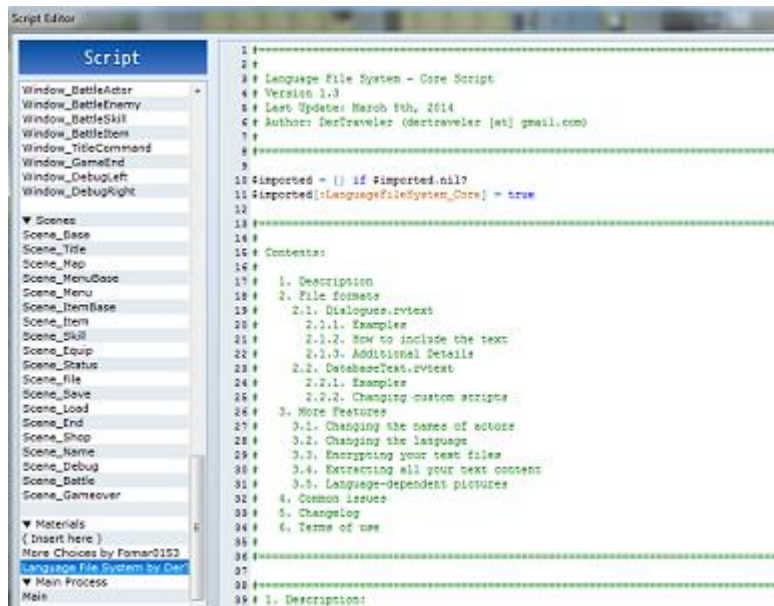 Script Editor
Script
Window_BattleActor
Window_BattleEnemy
Window_BattleSkill
Window_BattleItem
Window_TitleCommand
Window_GameEnd
Window_DebugLeft
Window_DebugRight
▼ Scenes
Scene_Base
Scene_Title
Scene_Map
Scene_MenuBase
Scene_Menu
Scene_ItemBase
Scene_Item
Scene_Skill
Scene_Equip
Scene_Status
Scene_File
Scene_Save
Scene_Load
Scene_End
Scene_Shop
Scene_Name
Scene_Debug
Scene_Battle
Scene_Gameover
▼ Materials
( Insert here )
More Choices by Fomar0153
Language File System by Der
▼ Main Process
Main
1 #==============================================================
2 #
3 # Language File System - Core Script
4 # Version 1.3
5 # Last Update: March 8th, 2014
6 # Author: DerTraveler (dertraveler [at] gmail.com)
7 #
8 #==============================================================
9
10 $imported = {} if $imported.nil?
11 $imported[:LanguageFileSystem_Core] = true
12
13 #==============================================================
14 #
15 # Contents:
16 #
17 # 1. Description
18 # 2. File formats
19 # 2.1. Dialogues.rvtext
20 # 2.1.1. Examples
21 # 2.1.2. How to include the text
22 # 2.1.3. Additional Details
23 # 2.2. DatabaseText.rvtext
24 # 2.2.1. Examples
25 # 2.2.2. Changing custom scripts
26 # 3. More Features
27 # 3.1. Changing the names of actors
28 # 3.2. Changing the language
29 # 3.3. Encrypting your text files
30 # 3.4. Extracting all your text content
31 # 3.5. Language-dependent pictures
32 # 4. Common issues
33 # 5. Changelog
34 # 6. Terms of use
35 #
36 #==============================================================
37
38 #==============================================================
39 # 1. Description: